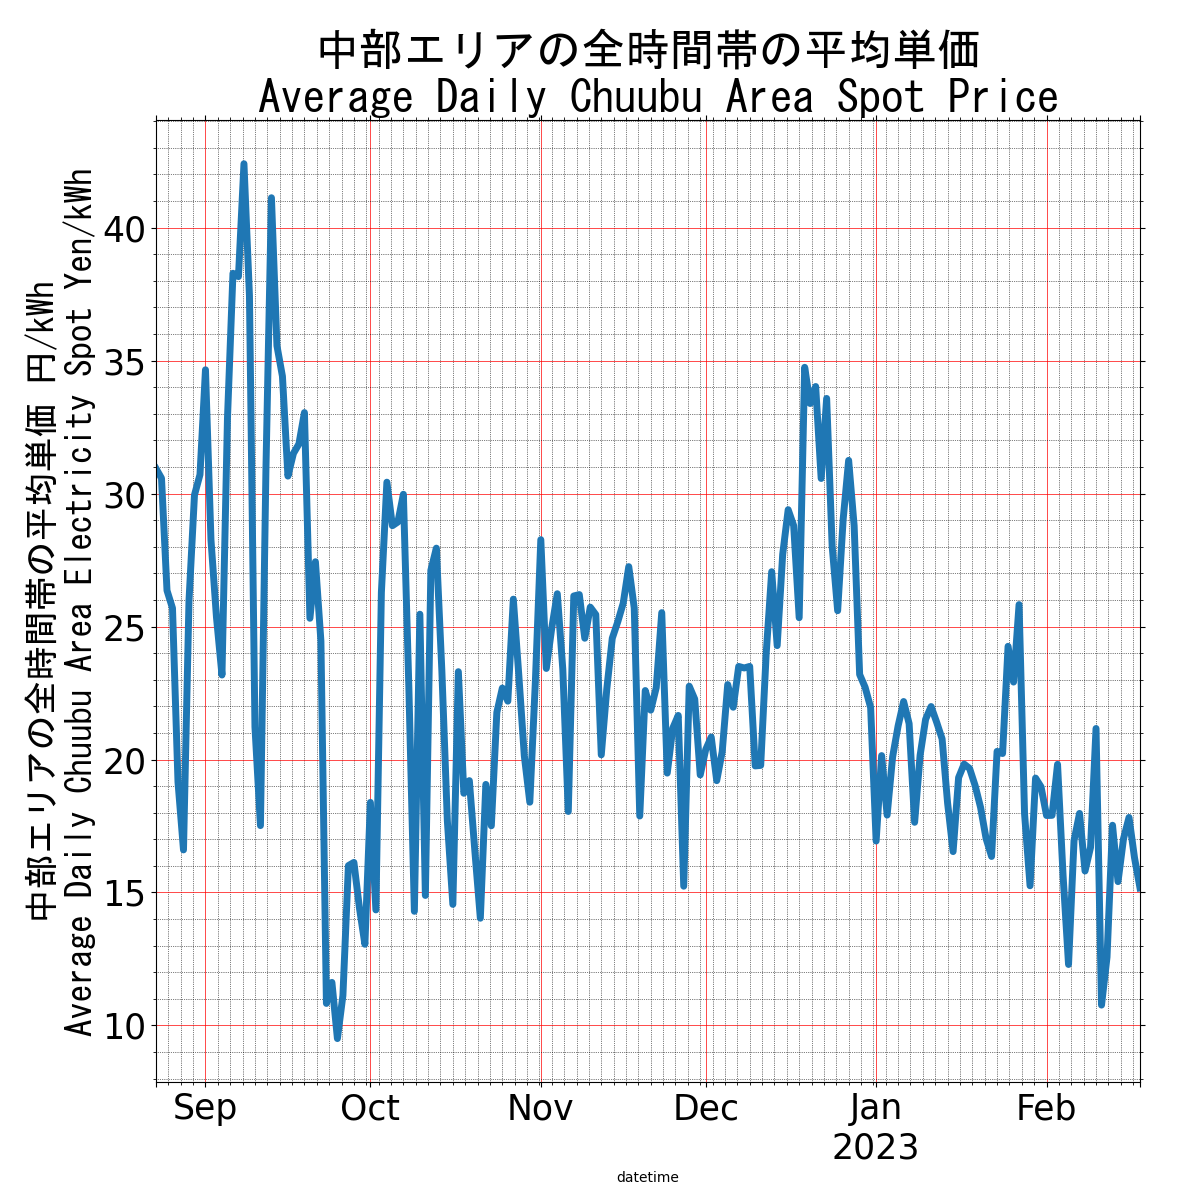 中部エリアの全時間帯の平均単価
Average Daily Chuubu Area Spot Price
中部エリアの全時間帯の平均単価 円/kWh
Average Daily Chuubu Area Electricity Spot Yen/kWh
40
35
30
25
20
15
10
Sep Oct Nov Dec Jan Feb
2023
datetime